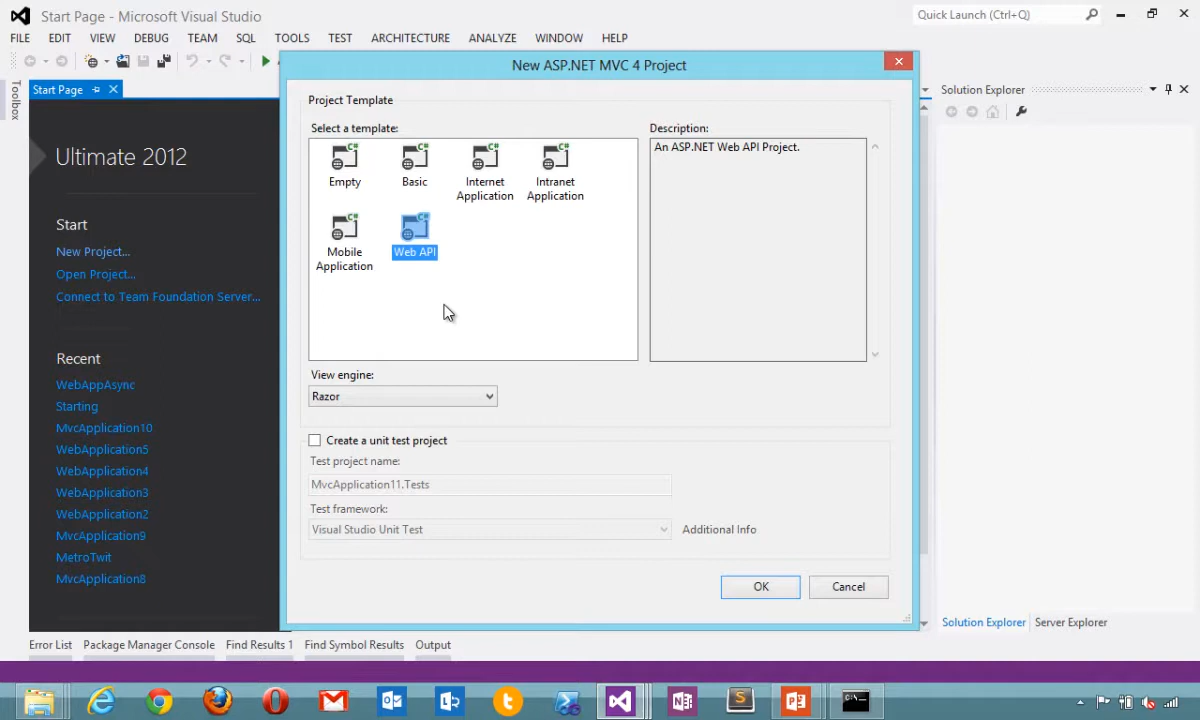 Start Page - Microsoft Visual Studio
Quick Launch (Ctrl+Q)
FILE EDIT VIEW DEBUG TEAM SQL TOOLS TEST ARCHITECTURE ANALYZE WINDOW HELP
Toolbox
Start Page
Ultimate 2012
Start
New Project...
Open Project...
Connect to Team Foundation Server...
Recent
WebAppAsync
Starting
MvcApplication10
WebApplication5
WebApplication4
WebApplication3
WebApplication2
MvcApplication9
MetroTwit
MvcApplication8
New ASP.NET MVC 4 Project
Project Template
Select a template:
C# C# C# C#
Empty Basic Internet Application Intranet Application
C# C#
Mobile Application Web API
Description:
An ASP.NET Web API Project.
View engine:
Razor
Create a unit test project
Test project name:
MvcApplication11.Tests
Test framework:
Visual Studio Unit Test
Additional Info
OK Cancel
Solution Explorer
Solution Explorer Server Explorer
Error List Package Manager Console Find Results 1 Find Symbol Results Output